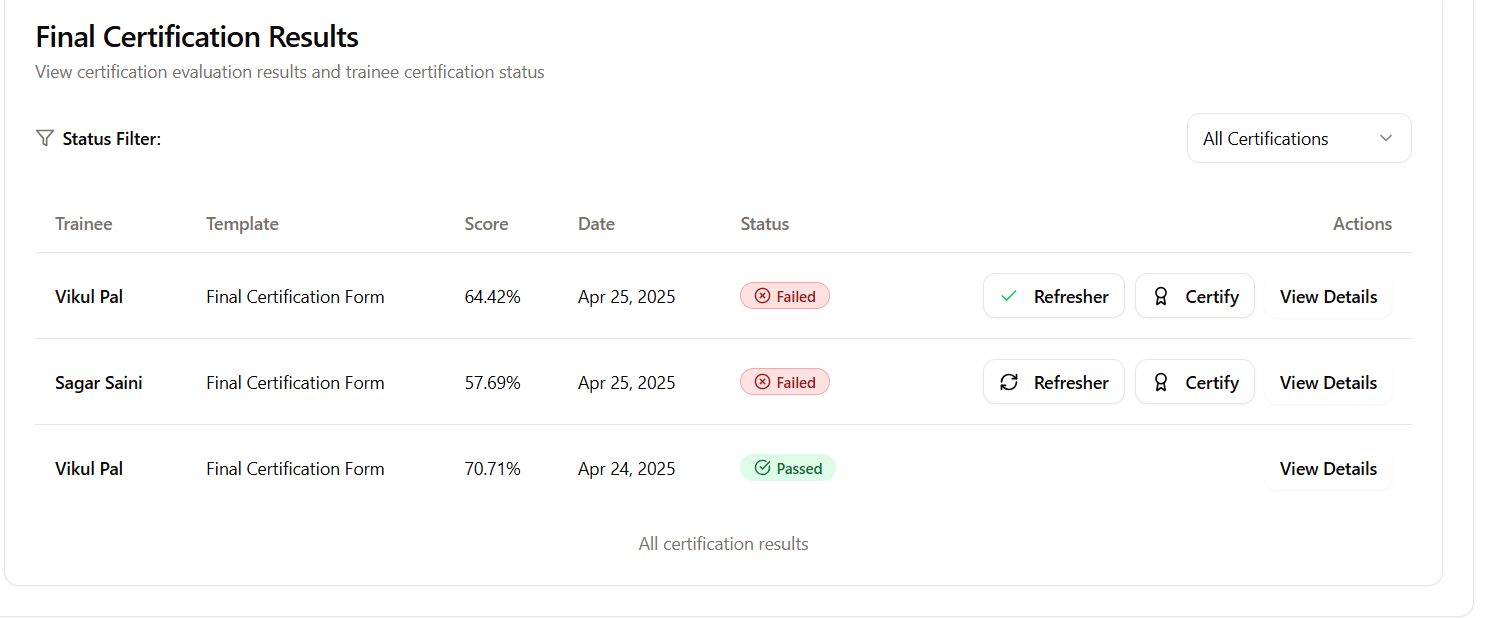 Final Certification Results
View certification evaluation results and trainee certification status
Status Filter:
All Certifications
Trainee Template Score Date Status Actions
Vikul Pal Final Certification Form 64.42% Apr 25, 2025 Failed Refresher Certify View Details
Sagar Saini Final Certification Form 57.69% Apr 25, 2025 Failed Refresher Certify View Details
Vikul Pal Final Certification Form 70.71% Apr 24, 2025 Passed View Details
All certification results